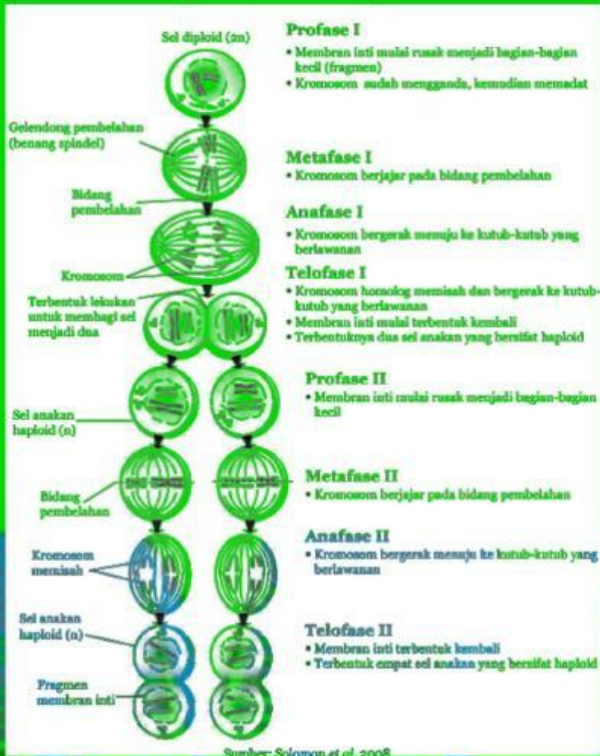 Sel diploid (2n)
Profase I
• Membran inti mulai rusak menjadi bagian-bagian
kecil (fragmen)
• Kromosom sudah mengganda, kemudian memadat
Gelendong pembelahan
(benang spindel)
Metafase I
• Kromosom berjajar pada bidang pembelahan
Bidang
pembelahan
Anafase I
• Kromosom bergerak menuju ke kutub-kutub yang
berlawanan
Kromosom
Telofase I
• Kromosom homolog memisah dan bergerak ke kutub-
kutub yang berlawanan
• Membran inti mulai terbentuk kembali
• Terbentuknya dua sel anakan yang bersifat haploid
Terbentuk lekukan
untuk membagi sel
menjadi dua
Profase II
• Membran inti mulai rusak menjadi bagian-bagian
kecil
Sel anakan
haploid (n)
Metafase II
• Kromosom berjajar pada bidang pembelahan
Bidang
pembelahan
Anafase II
• Kromosom bergerak menuju ke kutub-kutub yang
berlawanan
Kromosom
memisah
Sel anakan
haploid (n)
Telofase II
• Membran inti terbentuk kembali
• Terbentuk empat sel anakan yang bersifat haploid
Fragmen
membran inti
Sumber: Solomon et al. 2008